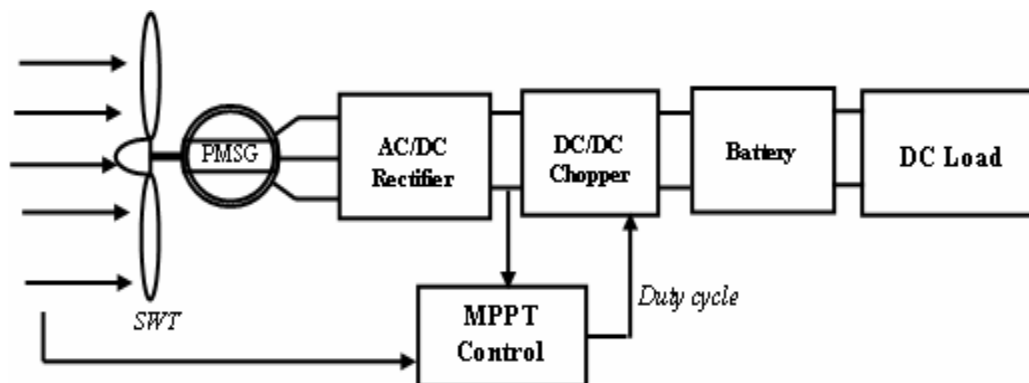 PMSG
AC/DC
Rectifier
DC/DC
Chopper
Battery
DC Load
SWT
MPPT
Control
Duty cycle